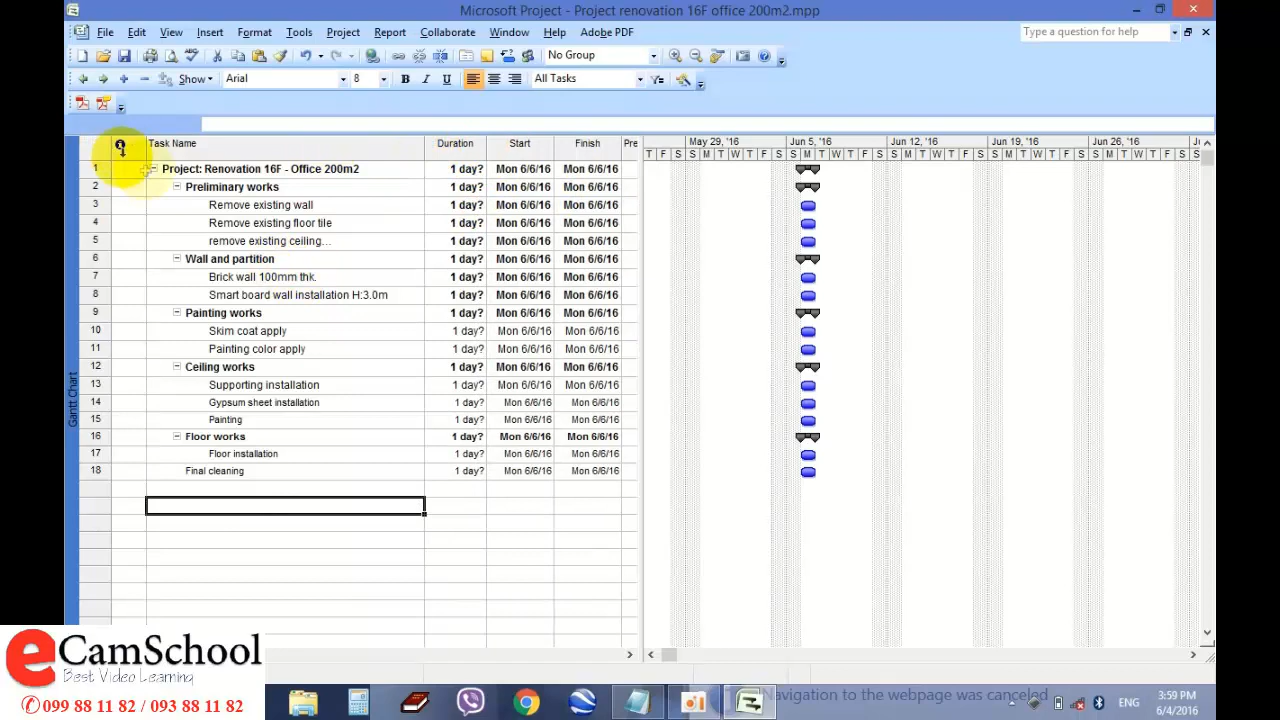 Microsoft Project - Project renovation 16F office 200m2.mpp
File Edit View Insert Format Tools Project Report Collaborate Window Help Adobe PDF
Type a question for help
No Group
Show Arial 8 B I U All Tasks
Task Name Duration Start Finish Pre
May 29, '16 Jun 5, '16 Jun 12, '16 Jun 19, '16 Jun 26, '16
T F S S M T W T F S S M T W T F S S M T W T F S S M T W T F S S M T W T F S S
1 Project: Renovation 16F - Office 200m2 1 day? Mon 6/6/16 Mon 6/6/16
2 Preliminary works 1 day? Mon 6/6/16 Mon 6/6/16
3 Remove existing wall 1 day? Mon 6/6/16 Mon 6/6/16
4 Remove existing floor tile 1 day? Mon 6/6/16 Mon 6/6/16
5 remove existing ceiling... 1 day? Mon 6/6/16 Mon 6/6/16
6 Wall and partition 1 day? Mon 6/6/16 Mon 6/6/16
7 Brick wall 100mm thk. 1 day? Mon 6/6/16 Mon 6/6/16
8 Smart board wall installation H:3.0m 1 day? Mon 6/6/16 Mon 6/6/16
9 Painting works 1 day? Mon 6/6/16 Mon 6/6/16
10 Skim coat apply 1 day? Mon 6/6/16 Mon 6/6/16
11 Painting color apply 1 day? Mon 6/6/16 Mon 6/6/16
12 Ceiling works 1 day? Mon 6/6/16 Mon 6/6/16
13 Supporting installation 1 day? Mon 6/6/16 Mon 6/6/16
14 Gypsum sheet installation 1 day? Mon 6/6/16 Mon 6/6/16
15 Painting 1 day? Mon 6/6/16 Mon 6/6/16
16 Floor works 1 day? Mon 6/6/16 Mon 6/6/16
17 Floor installation 1 day? Mon 6/6/16 Mon 6/6/16
18 Final cleaning 1 day? Mon 6/6/16 Mon 6/6/16
Gantt Chart
eCamSchool
Best Video Learning
099 88 11 82 / 093 88 11 82
Navigation to the webpage was canceled
ENG
3:59 PM
6/4/2016